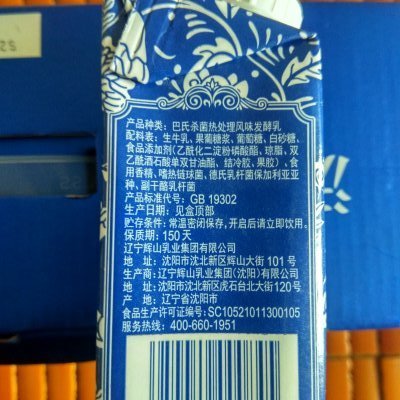 产品种类：巴氏杀菌热处理风味发酵乳
配料表：生牛乳、果葡糖浆、葡萄糖、白砂糖、
食品添加剂(乙酰化二淀粉磷酸酯、琼脂、双
乙酰酒石酸单双甘油酯、结冷胶、果胶)、食
用香精、嗜热链球菌、德氏乳杆菌保加利亚亚
种、副干酪乳杆菌
产品标准代号：GB 19302
生产日期：见盒顶部
贮存条件：常温密闭保存，开启后请立即饮用。
保质期：150天
辽宁辉山乳业集团有限公司
地 址：沈阳市沈北新区辉山大街101号
生产商：辽宁辉山乳业集团(沈阳)有限公司
地 址：沈阳市沈北新区虎石台北大街120号
产 地：辽宁省沈阳市
食品生产许可证编号：SC10521011300105
服务热线：400-660-1951